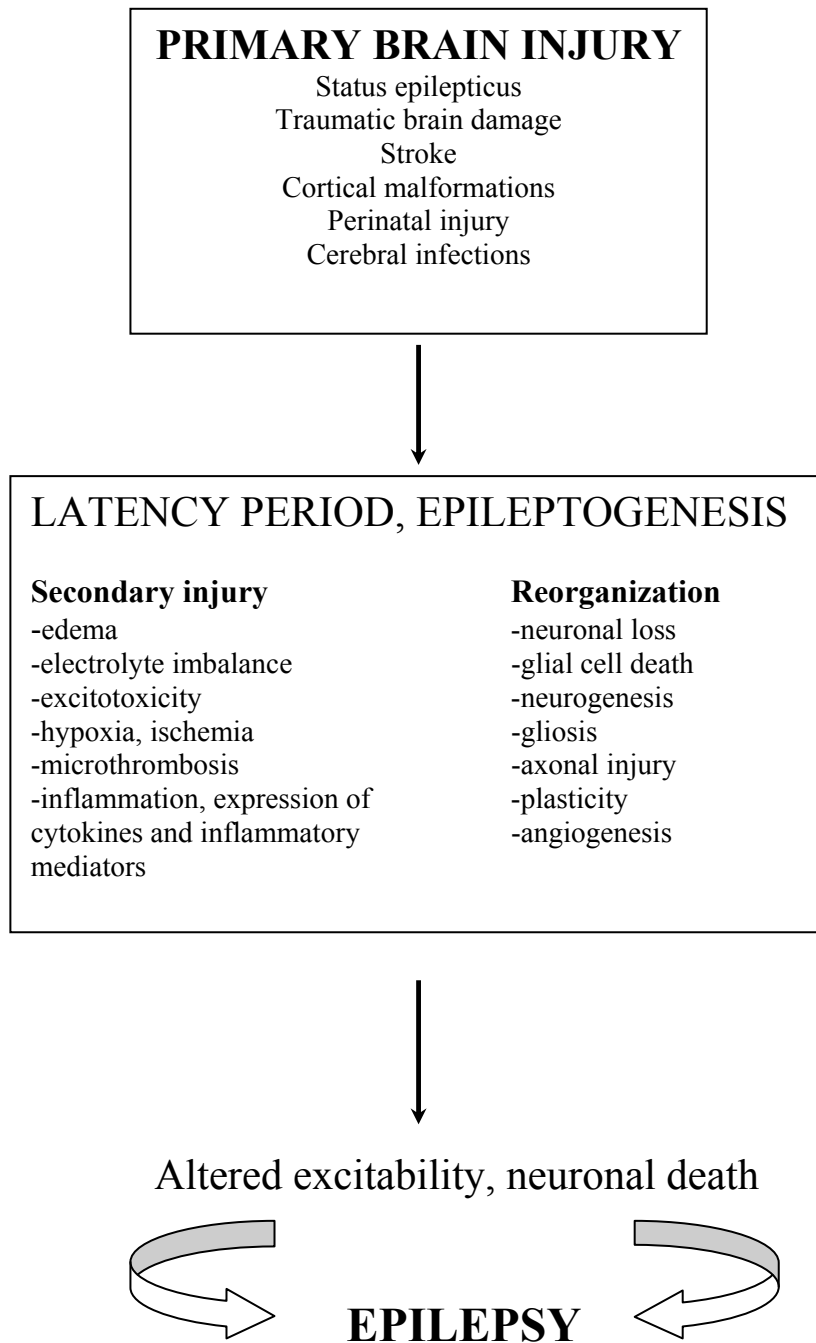 PRIMARY BRAIN INJURY
Status epilepticus
Traumatic brain damage
Stroke
Cortical malformations
Perinatal injury
Cerebral infections
LATENCY PERIOD, EPILEPTOGENESIS
Secondary injury
-edema
-electrolyte imbalance
-excitotoxicity
-hypoxia, ischemia
-microthrombosis
-inflammation, expression of
cytokines and inflammatory
mediators
Reorganization
-neuronal loss
-glial cell death
-neurogenesis
-gliosis
-axonal injury
-plasticity
-angiogenesis
Altered excitability, neuronal death
EPILEPSY